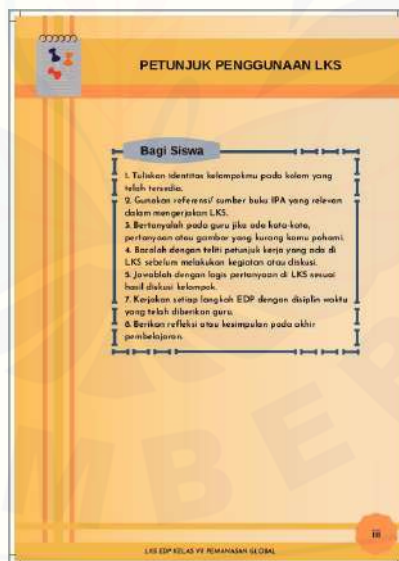 PETUNJUK PENGGUNAAN LKS
Bagi Siswa
1. Tuliskan identitas kelompokmu pada kolom yang
telah tersedia.
2. Gunakan referensi/ sumber buku IPA yang relevan
dalam mengerjakan LKS.
3. Bertanyalah pada guru jika ada kata-kata,
pertanyaan atau gambar yang kurang kamu pahami.
4. Bacalah dengan teliti petunjuk kerja yang ada di
LKS sebelum melakukan kegiatan atau diskusi.
5. Jawablah dengan logis pertanyaan di LKS sesuai
hasil diskusi kelompok.
7. Kerjakan setiap langkah EDP dengan disiplin waktu
yang telah diberikan guru.
8. Berikan refleksi atau kesimpulan pada akhir
pembelajaran.
iii
LKS EDP KELAS VII PEMANASAN GLOBAL